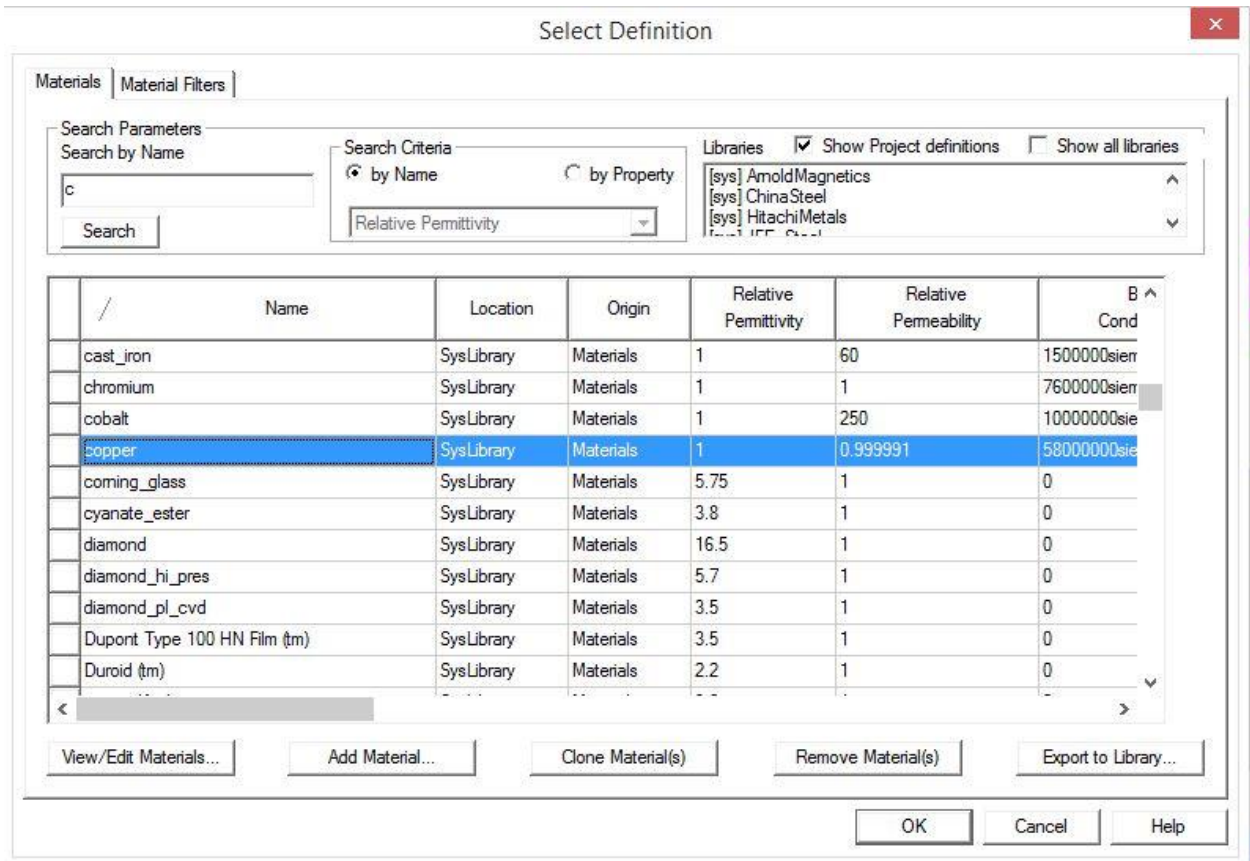 Select Definition
Materials Material Filters
Search Parameters
Search by Name
c
Search
Search Criteria
by Name by Property
Relative Permittivity
Libraries Show Project definitions Show all libraries
[sys] ArnoldMagnetics
[sys] ChinaSteel
[sys] HitachiMetals
/ Name Location Origin Relative Permittivity Relative Permeability B Cond
cast_iron SysLibrary Materials 1 60 1500000siem
chromium SysLibrary Materials 1 1 7600000siem
cobalt SysLibrary Materials 1 250 10000000sie
copper SysLibrary Materials 1 0.999991 58000000sie
corning_glass SysLibrary Materials 5.75 1 0
cyanate_ester SysLibrary Materials 3.8 1 0
diamond SysLibrary Materials 16.5 1 0
diamond_hi_pres SysLibrary Materials 5.7 1 0
diamond_pl_cvd SysLibrary Materials 3.5 1 0
Dupont Type 100 HN Film (tm) SysLibrary Materials 3.5 1 0
Duroid (tm) SysLibrary Materials 2.2 1 0
View/Edit Materials... Add Material... Clone Material(s) Remove Material(s) Export to Library...
OK Cancel Help